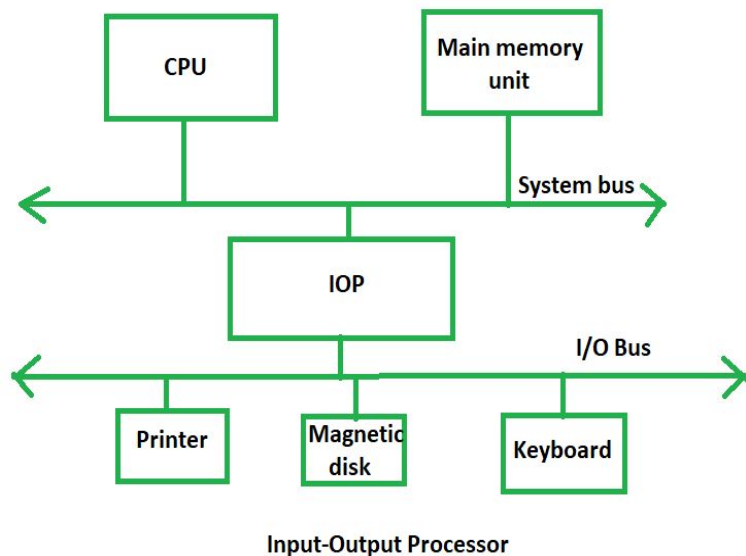 CPU
Main memory
unit
System bus
IOP
I/O Bus
Printer
Magnetic
disk
Keyboard
Input-Output Processor